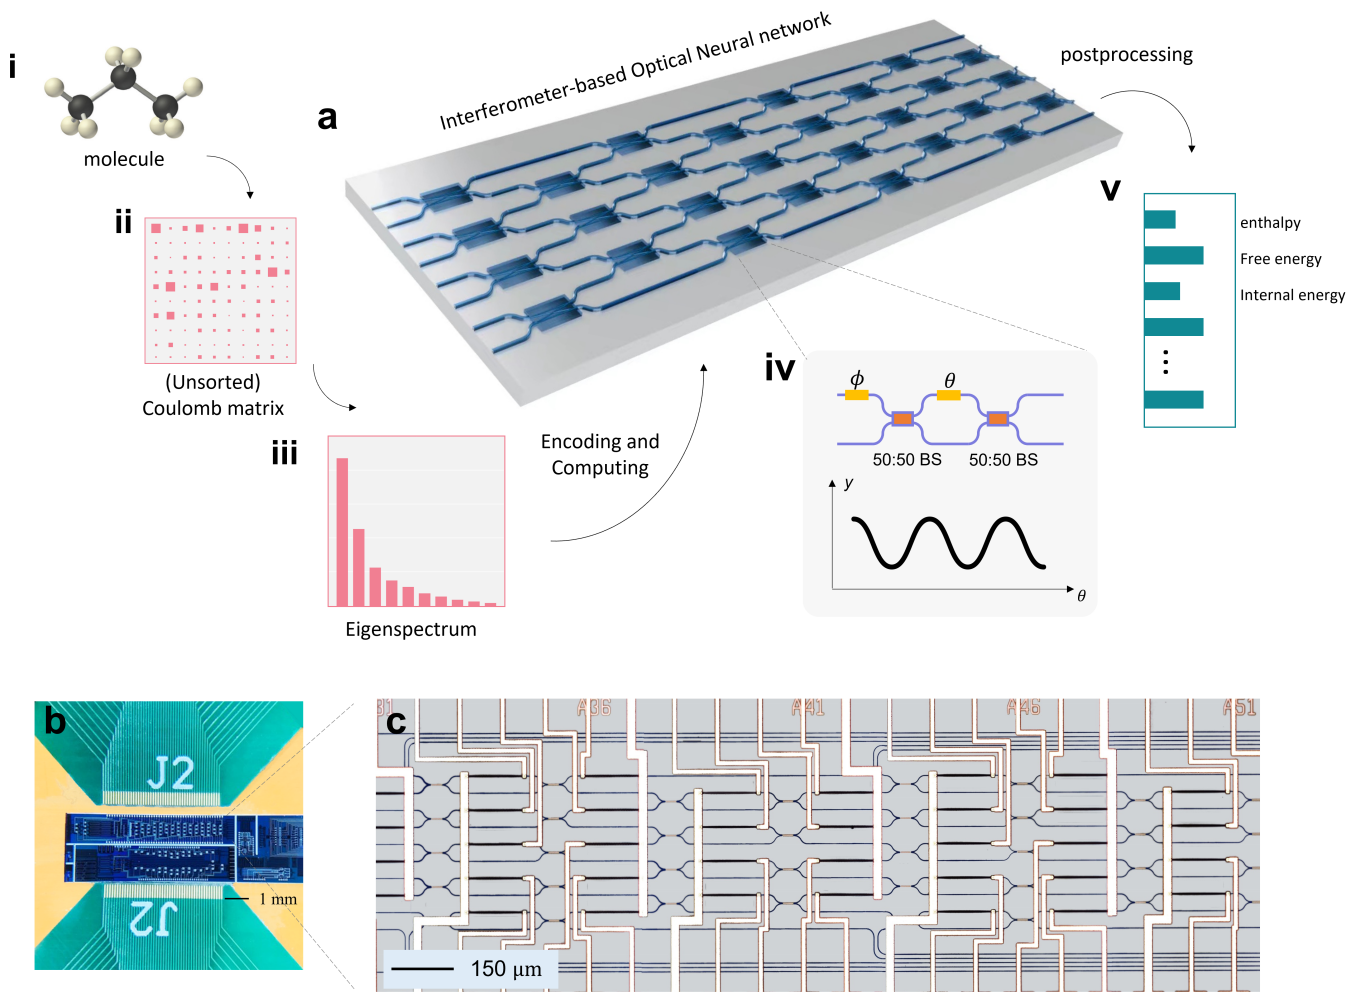 i
molecule
ii
(Unsorted)
Coulomb matrix
iii
Eigenspectrum
a
Interferometer-based Optical Neural network
Encoding and
Computing
iv
ϕ
θ
50:50 BS
50:50 BS
y
θ
postprocessing
v
enthalpy
Free energy
Internal energy
b
J2
J2
1 mm
c
31
A36
A41
A46
A51
150 μm